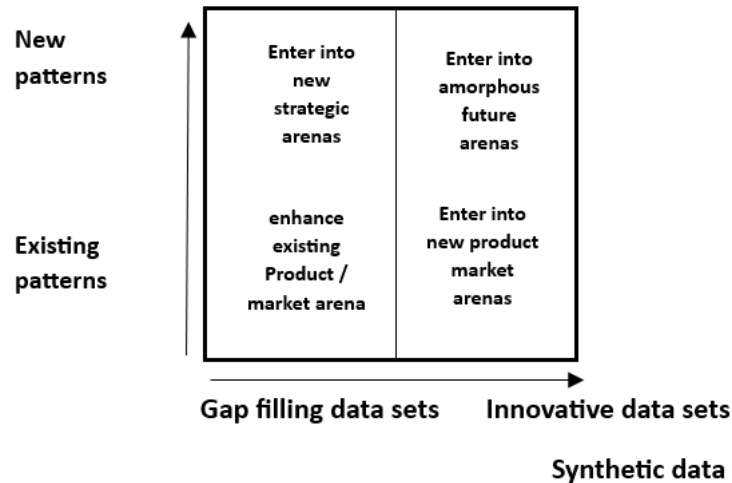 New
patterns
Enter into
new
strategic
arenas
Enter into
amorphous
future
arenas
Existing
patterns
enhance
existing
Product /
market arena
Enter into
new product
market
arenas
Gap filling data sets
Innovative data sets
Synthetic data